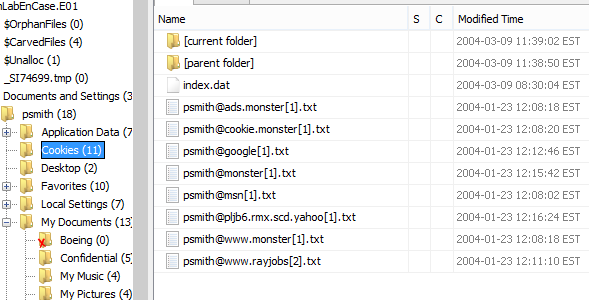 nLabEnCase.E01
$OrphanFiles (0)
$CarvedFiles (0)
$Unalloc (1)
_SI74699.tmp (0)
Documents and Settings (3
psmith (18)
Application Data (7
Cookies (11)
Desktop (2)
Favorites (10)
Local Settings (7)
My Documents (13)
Boeing (0)
Confidential (5)
My Music (4)
My Pictures (4)
Name S C Modified Time
[current folder] 2004-03-09 11:39:02 EST
[parent folder] 2004-03-09 11:38:50 EST
index.dat 2004-03-09 08:30:04 EST
psmith@ads.monster[1].txt 2004-01-23 12:08:18 EST
psmith@cookie.monster[1].txt 2004-01-23 12:08:20 EST
psmith@google[1].txt 2004-01-23 12:12:46 EST
psmith@monster[1].txt 2004-01-23 12:15:42 EST
psmith@msn[1].txt 2004-01-23 12:08:02 EST
psmith@pljb6.rmx.scd.yahoo[1].txt 2004-01-23 12:16:24 EST
psmith@www.monster[1].txt 2004-01-23 12:08:18 EST
psmith@www.rayjobs[2].txt 2004-01-23 12:11:10 EST